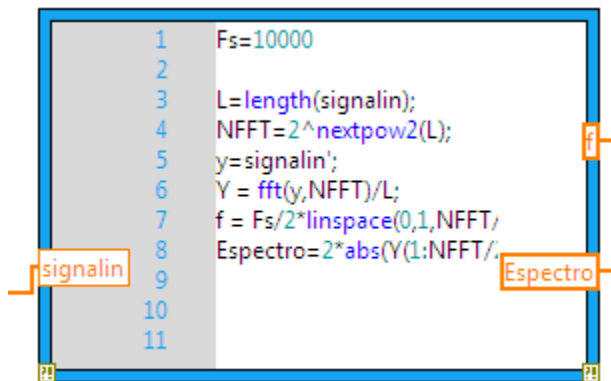 1 Fs=10000
2
3 L=length(signalin);
4 NFFT=2^nextpow2(L);
5 y=signalin';
6 Y = fft(y,NFFT)/L;
7 f = Fs/2*linspace(0,1,NFFT/
8 Espectro=2*abs(Y(1:NFFT/
9
10
11
signalin
f
Espectro